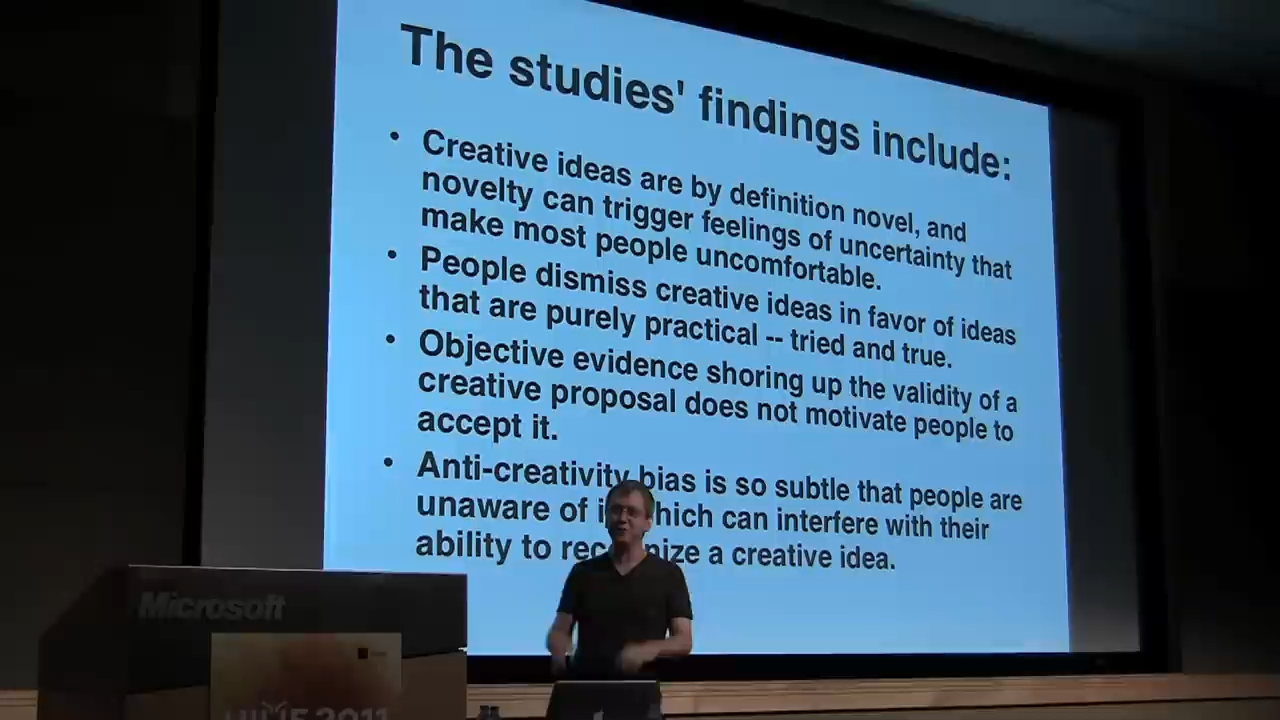 The studies' findings include:
• Creative ideas are by definition novel, and
novelty can trigger feelings of uncertainty that
make most people uncomfortable.
• People dismiss creative ideas in favor of ideas
that are purely practical -- tried and true.
• Objective evidence shoring up the validity of a
creative proposal does not motivate people to
accept it.
• Anti-creativity bias is so subtle that people are
unaware of which can interfere with their
ability to a creative idea.
Microsoft
2011